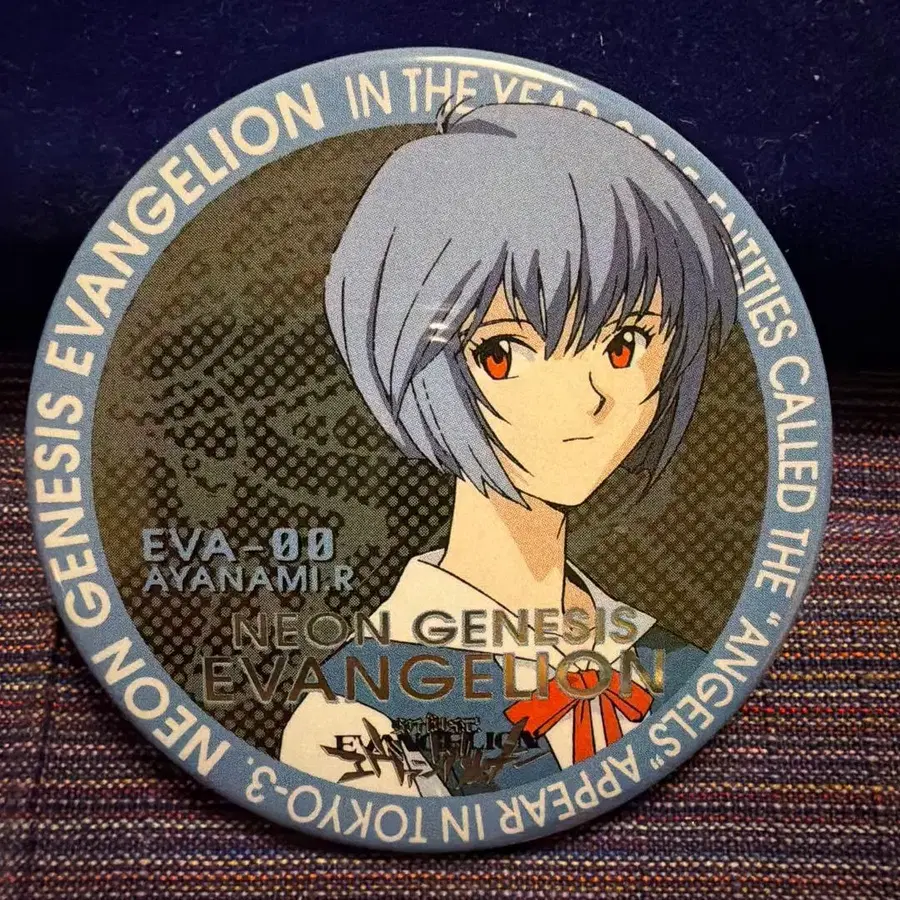 NEON GENESIS EVANGELION IN THE YEAR ENTITIES CALLED THE "ANGELS" APPEAR IN TOKYO-3.
EVA-00
AYANAMI.R
NEON GENESIS
EVANGELION
EVANGELION